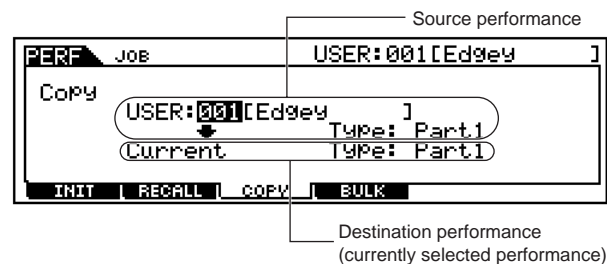 Source performance
PERF JOB USER:001[Edgey ]
Copy
USER:001[Edgey ]
Type: Part1
Current Type: Part1
INIT RECALL COPY BULK
Destination performance
(currently selected performance)